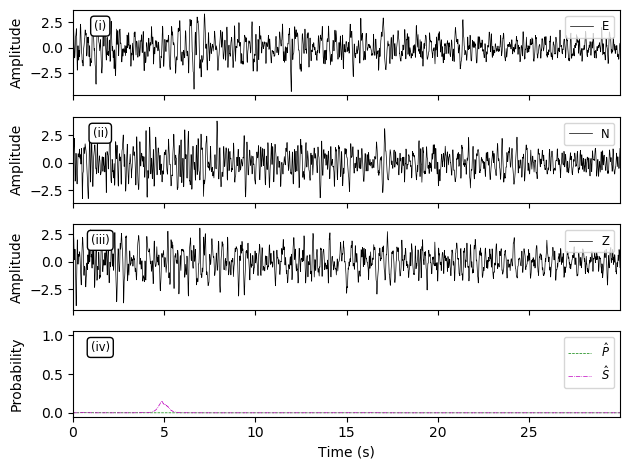 (i)
E
Amplitude
2.5
0.0
−2.5
(ii)
N
Amplitude
2.5
0.0
−2.5
(iii)
Z
Amplitude
2.5
0.0
−2.5
(iv)
P̂
Ŝ
Probability
1.0
0.5
0.0
0 5 10 15 20 25
Time (s)